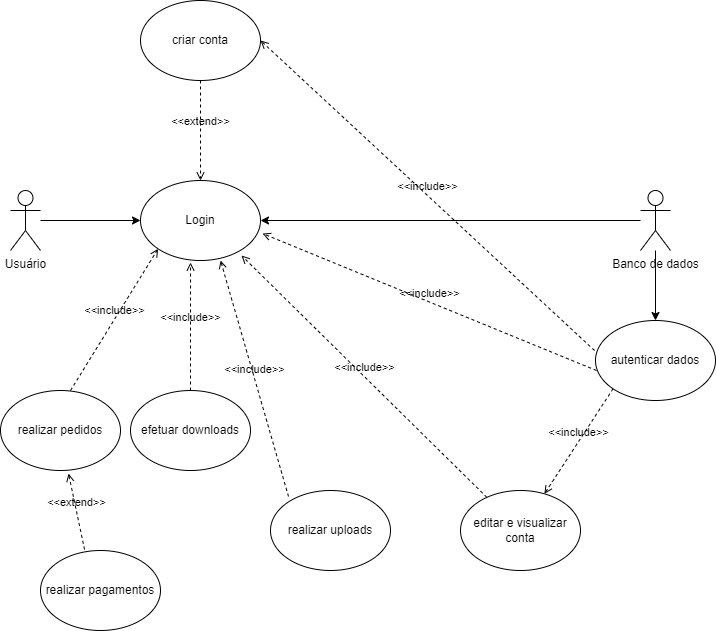 criar conta
<<extend>>
<<include>>
Login
Usuário
Banco de dados
<<include>>
<<include>>
<<include>>
autenticar dados
<<include>>
<<include>>
realizar pedidos
efetuar downloads
<<include>>
<<extend>>
realizar uploads
editar e visualizar
conta
realizar pagamentos